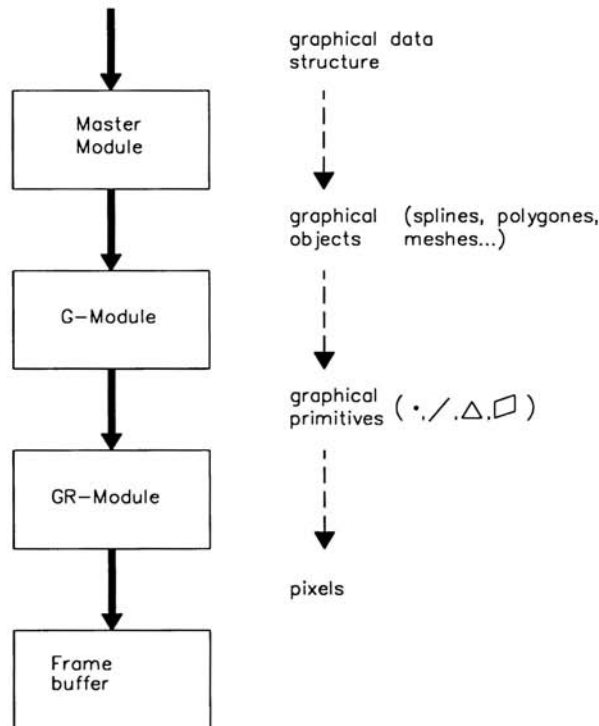 graphical data
structure
Master
Module
graphical (splines, polygones,
objects meshes...)
G-Module
graphical
primitives ( ·, /, △, ▱ )
GR-Module
pixels
Frame
buffer